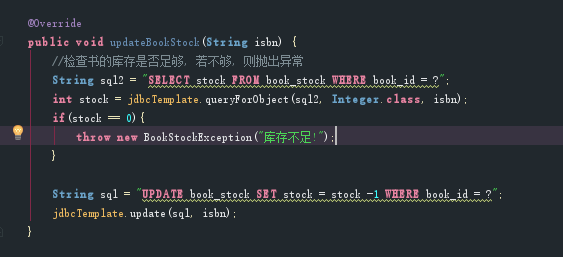 @Override
public void updateBookStock(String isbn) {
//检查书的库存是否足够，若不够，则抛出异常
String sql2 = "SELECT stock FROM book_stock WHERE book_id = ?";
int stock = jdbcTemplate.queryForObject(sql2, Integer.class, isbn);
if(stock == 0){
throw new BookStockException("库存不足!");
}
String sql = "UPDATE book_stock SET stock = stock -1 WHERE book_id = ?";
jdbcTemplate.update(sql, isbn);
}